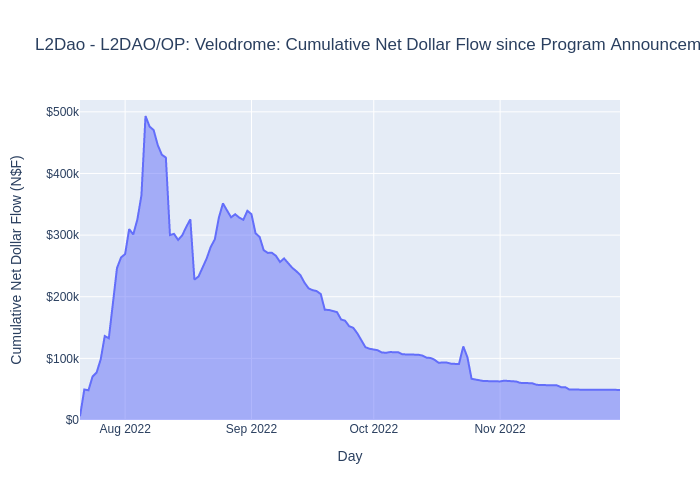 L2Dao - L2DAO/OP: Velodrome: Cumulative Net Dollar Flow since Program Announcem
Cumulative Net Dollar Flow (N$F)
$500k
$400k
$300k
$200k
$100k
$0
Aug 2022 Sep 2022 Oct 2022 Nov 2022
Day